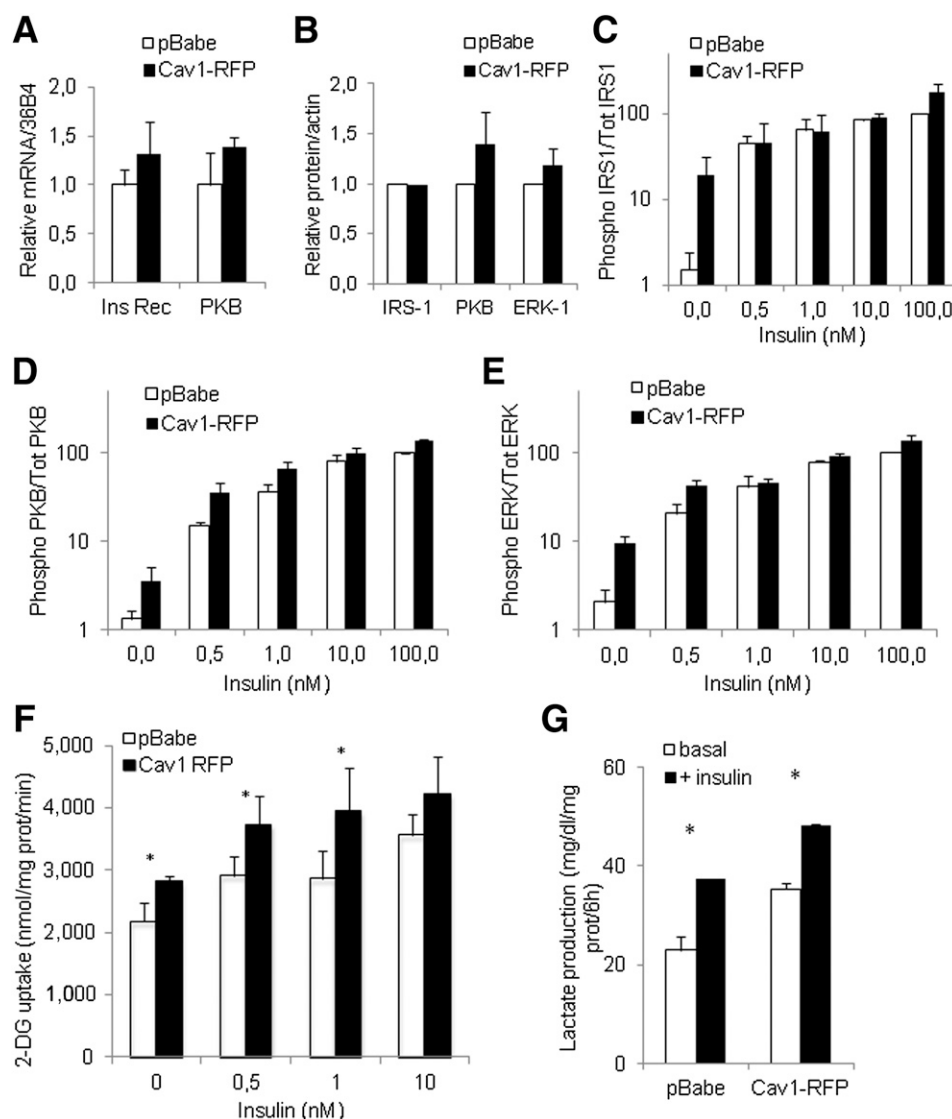 A
pBabe
Cav1-RFP
Relative mRNA/36B4
2,0
1,5
1,0
0,5
0,0
Ins Rec PKB
B
pBabe
Cav1-RFP
Relative protein/actin
2,0
1,5
1,0
0,5
0,0
IRS-1 PKB ERK-1
C
pBabe
Cav1-RFP
Phospho IRS1/Tot IRS1
100
10
1
0,0 0,5 1,0 10,0 100,0
Insulin (nM)
D
pBabe
Cav1-RFP
Phospho PKB/Tot PKB
100
10
1
0,0 0,5 1,0 10,0 100,0
Insulin (nM)
E
pBabe
Cav1-RFP
Phospho ERK/Tot ERK
100
10
1
0,0 0,5 1,0 10,0 100,0
Insulin (nM)
F
pBabe
Cav1 RFP
2-DG uptake (nmol/mg prot/min)
5,000
4,000
3,000
2,000
1,000
0
* * *
0 0,5 1 10
Insulin (nM)
G
basal
+ insulin
Lactate production (mg/dl/mg
prot/6h)
60
40
20
0
* *
pBabe Cav1-RFP